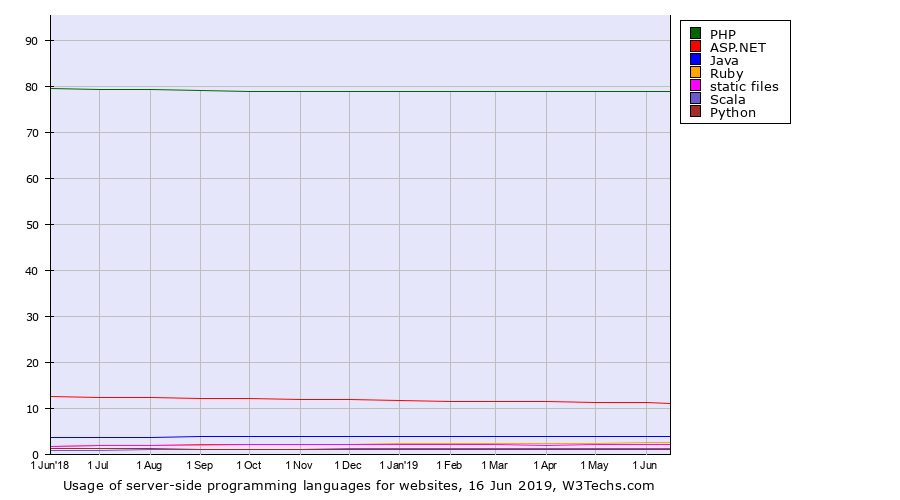 90
80
70
60
50
40
30
20
10
0
1 Jun'18 1 Jul 1 Aug 1 Sep 1 Oct 1 Nov 1 Dec 1 Jan'19 1 Feb 1 Mar 1 Apr 1 May 1 Jun
Usage of server-side programming languages for websites, 16 Jun 2019, W3Techs.com
PHP
ASP.NET
Java
Ruby
static files
Scala
Python